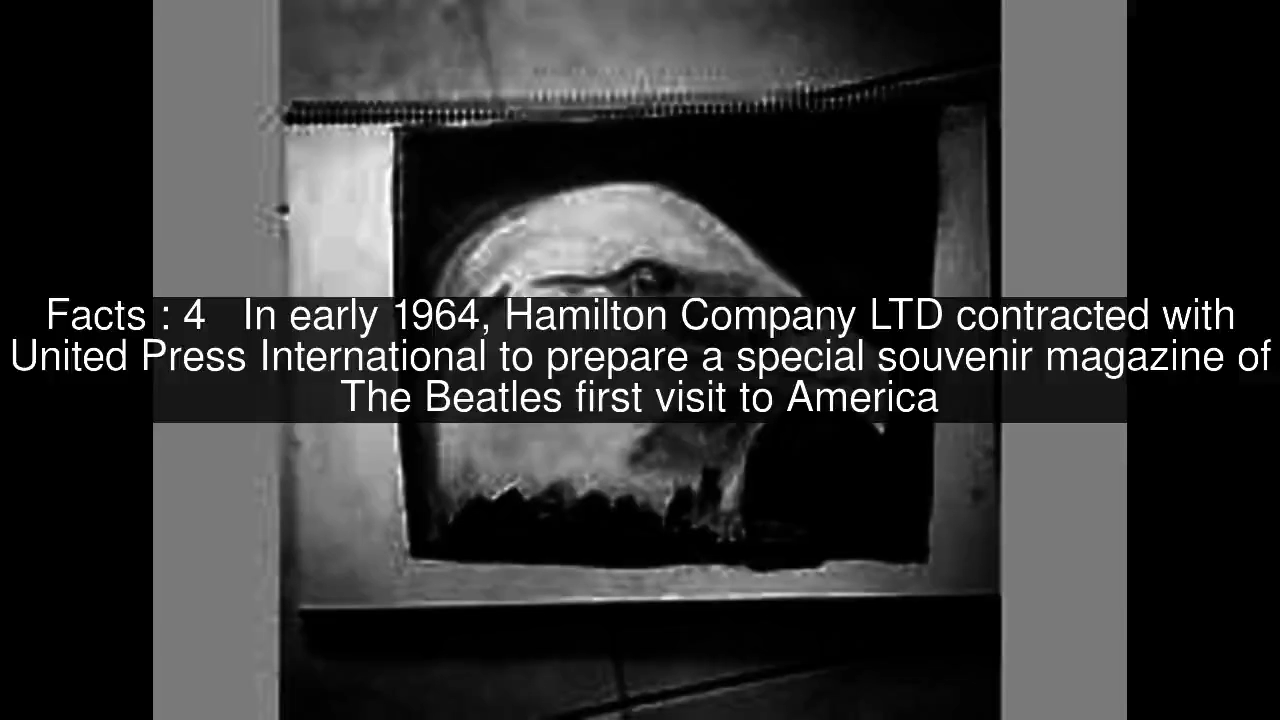 Facts : 4 In early 1964, Hamilton Company LTD contracted with
United Press International to prepare a special souvenir magazine of
The Beatles first visit to America